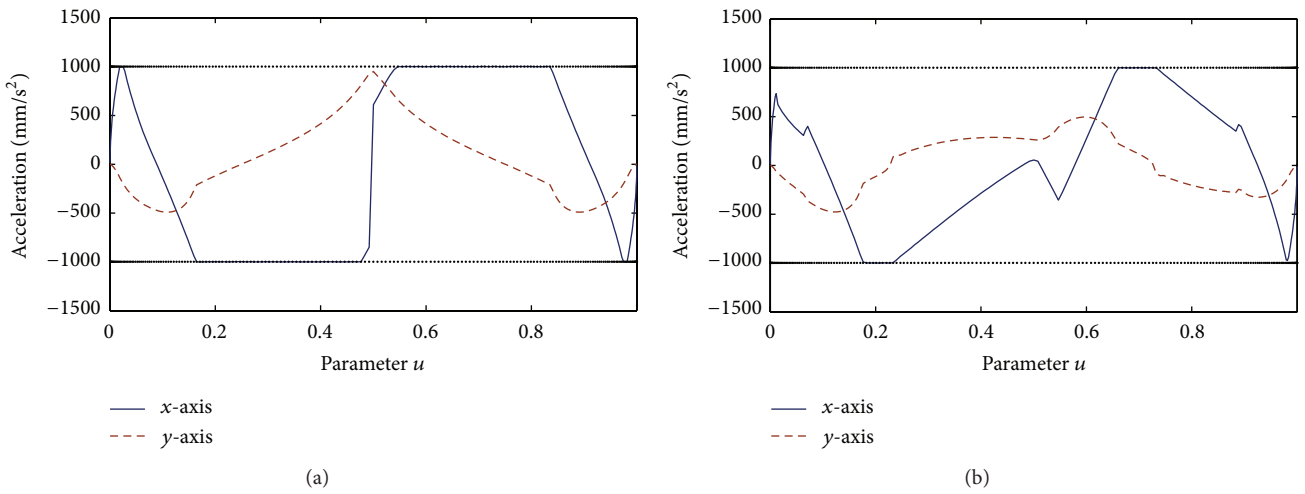 1500
1000
500
0
−500
−1000
−1500
Acceleration (mm/s²)
0 0.2 0.4 0.6 0.8
Parameter u
x-axis
y-axis
(a)
1500
1000
500
0
−500
−1000
−1500
Acceleration (mm/s²)
0 0.2 0.4 0.6 0.8
Parameter u
x-axis
y-axis
(b)